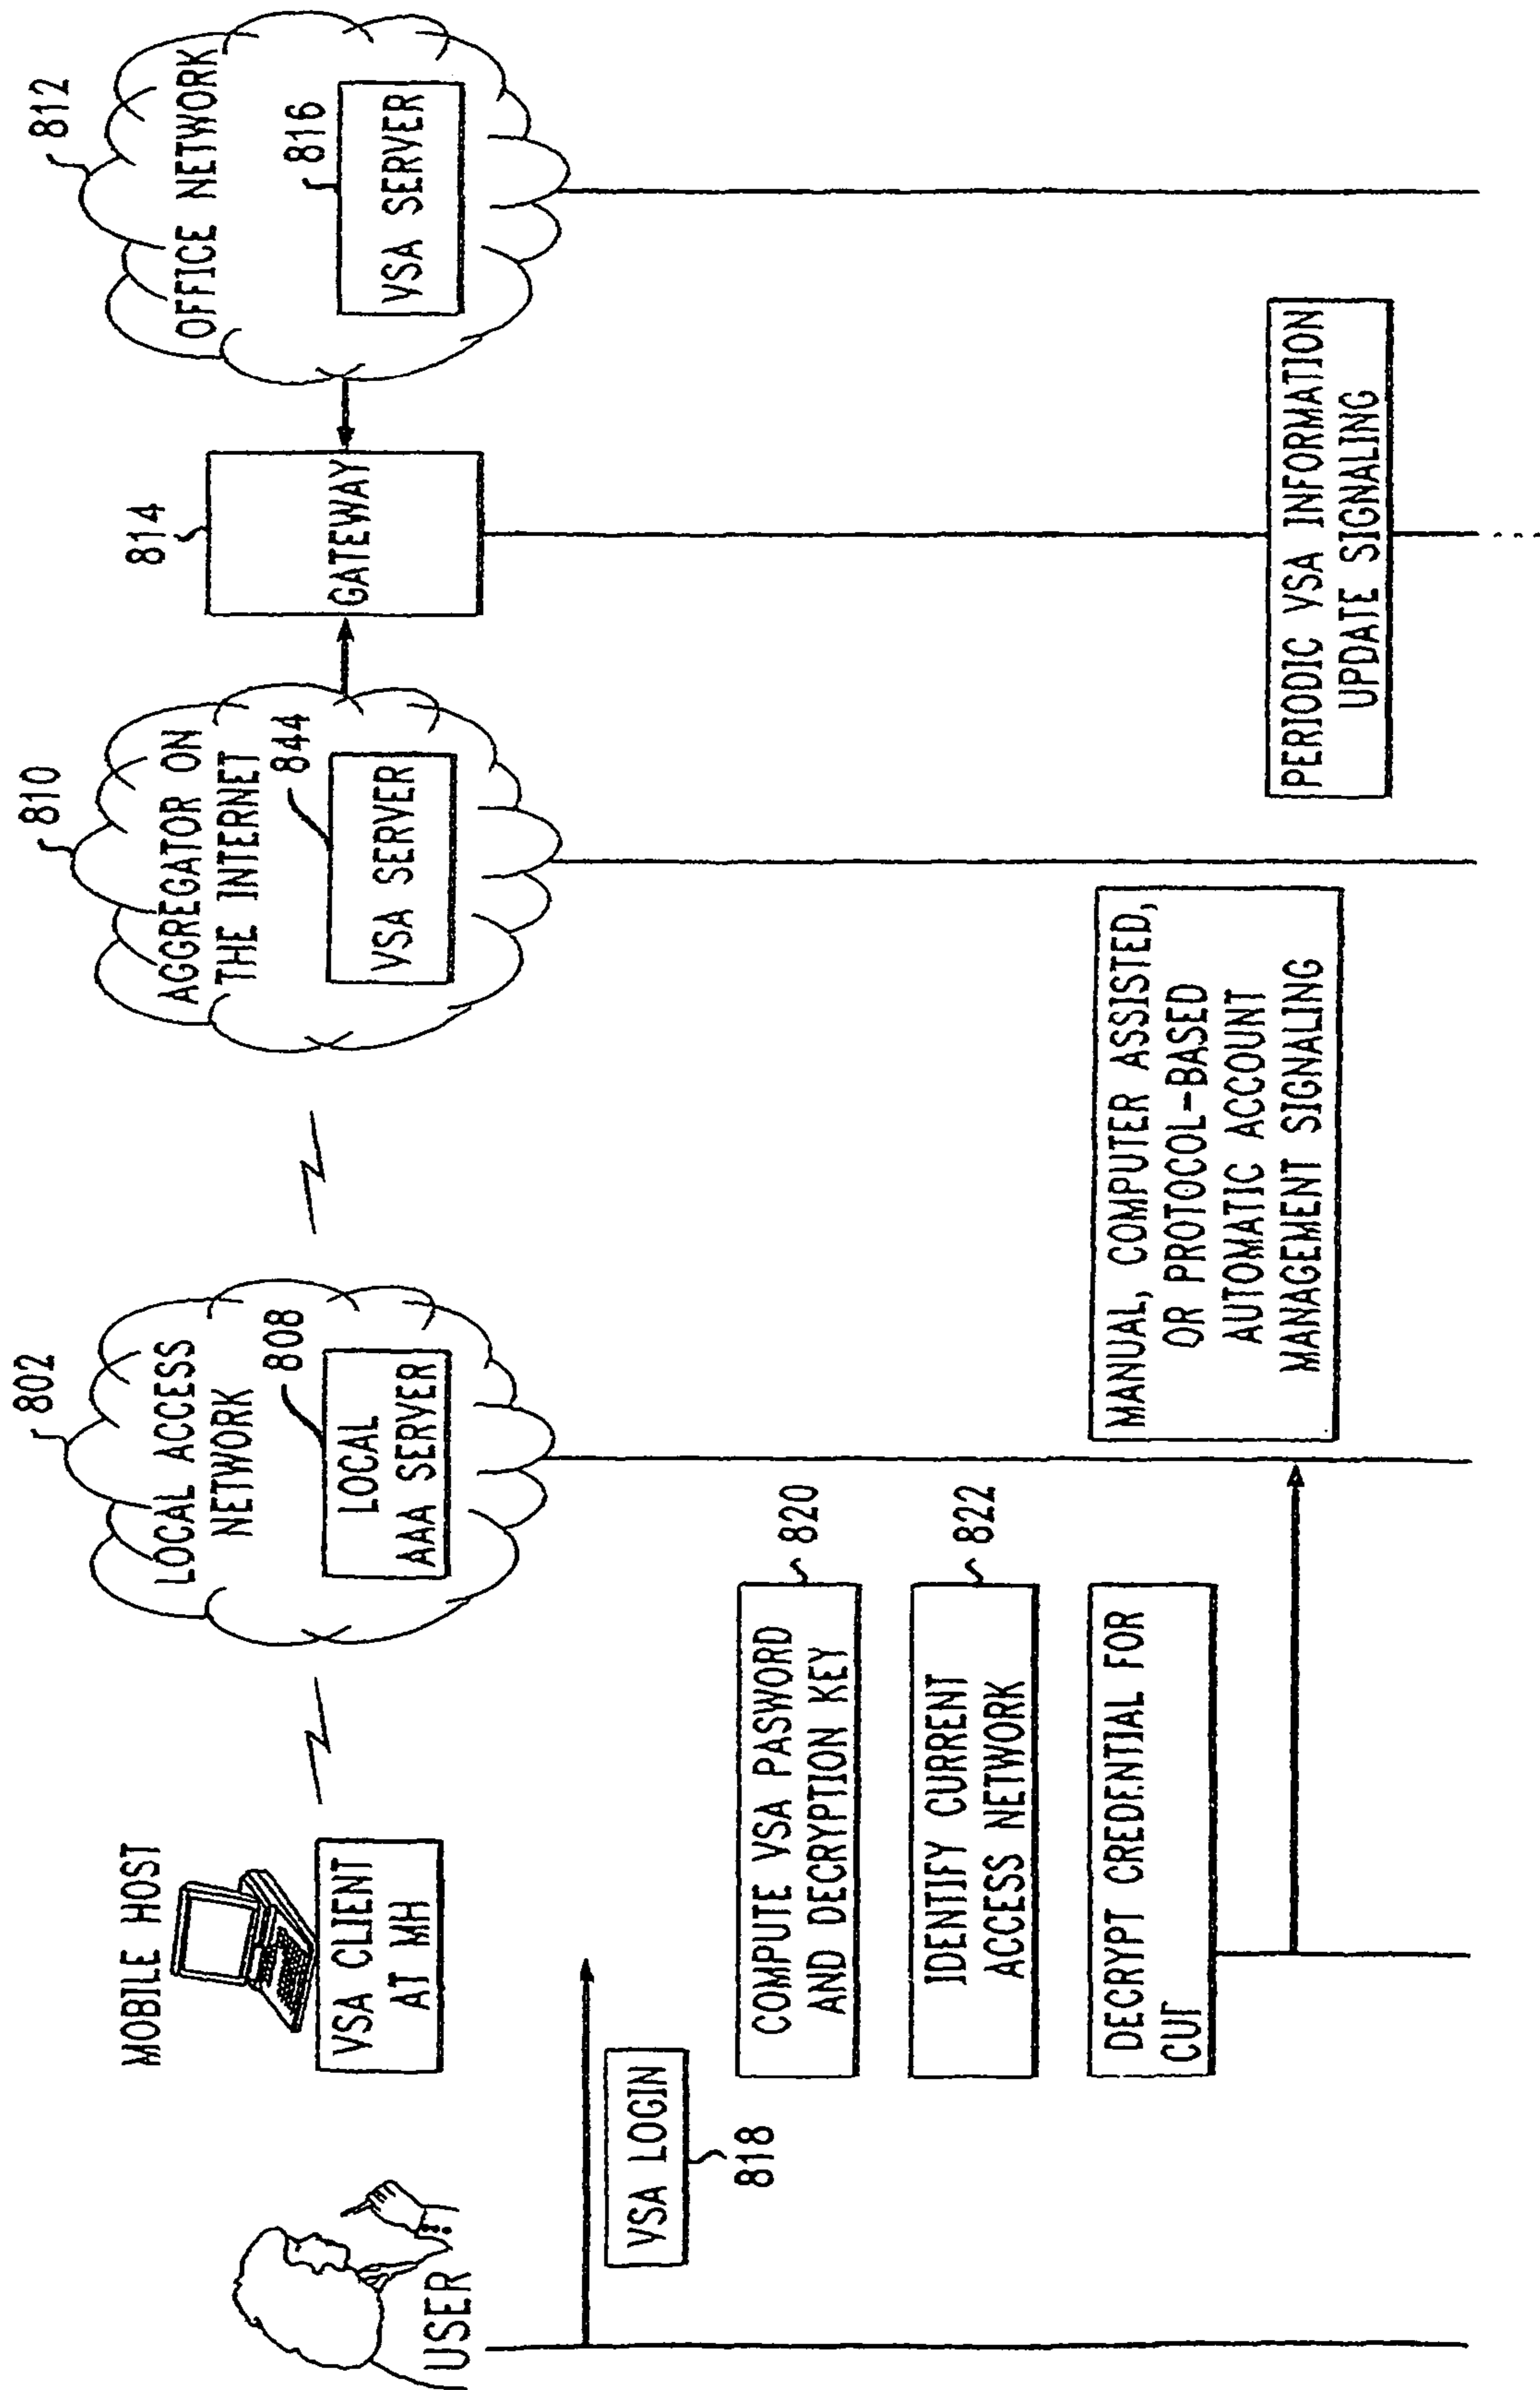 MOBILE HOST
VSA CLIENT
AT MH
USER
802
LOCAL ACCESS
NETWORK
808
LOCAL
AAA SERVER
810
AGGREGATOR ON
THE INTERNET
844
VSA SERVER
814
GATEWAY
812
OFFICE NETWORK
816
VSA SERVER
VSA LOGIN
818
COMPUTE VSA PASWORD
AND DECRYPTION KEY
820
IDENTIFY CURRENT
ACCESS NETWORK
822
DECRYPT CREDENTIAL FOR
MANUAL, COMPUTER ASSISTED,
OR PROTOCOL-BASED
AUTOMATIC ACCOUNT
MANAGEMENT SIGNALING
PERIODIC VSA INFORMATION
UPDATE SIGNALING